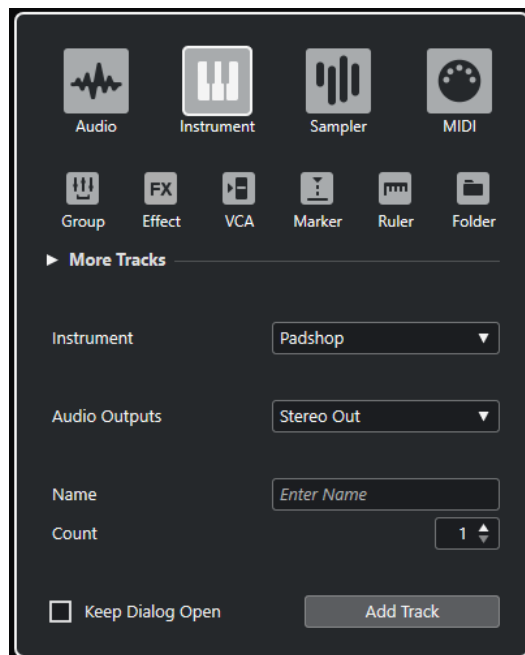 Audio Instrument Sampler MIDI
FX
Group Effect VCA Marker Ruler Folder
More Tracks
Instrument Padshop
Audio Outputs Stereo Out
Name Enter Name
Count 1
Keep Dialog Open Add Track